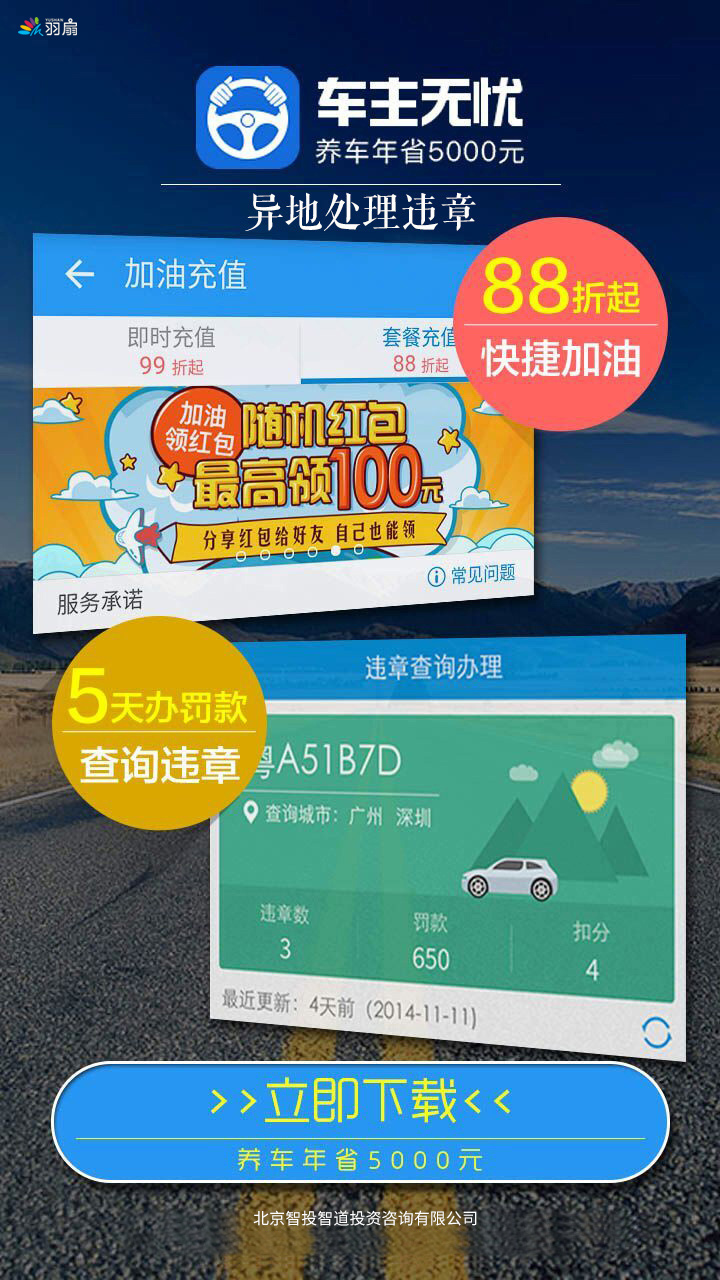 YUSHAN
羽扇
车主无忧
养车年省5000元
异地处理违章
加油充值
88折起
快捷加油
即时充值
99 折起
套餐充值
88 折起
加油
领红包
随机红包
最高领100元
分享红包给好友 自己也能领
服务承诺
常见问题
5天办罚款
查询违章
违章查询办理
粤A51B7D
查询城市: 广州 深圳
违章数
3
罚款
650
扣分
4
最近更新: 4天前 (2014-11-11)
>>立即下载<<
养车年省5000元
北京智投智道投资咨询有限公司